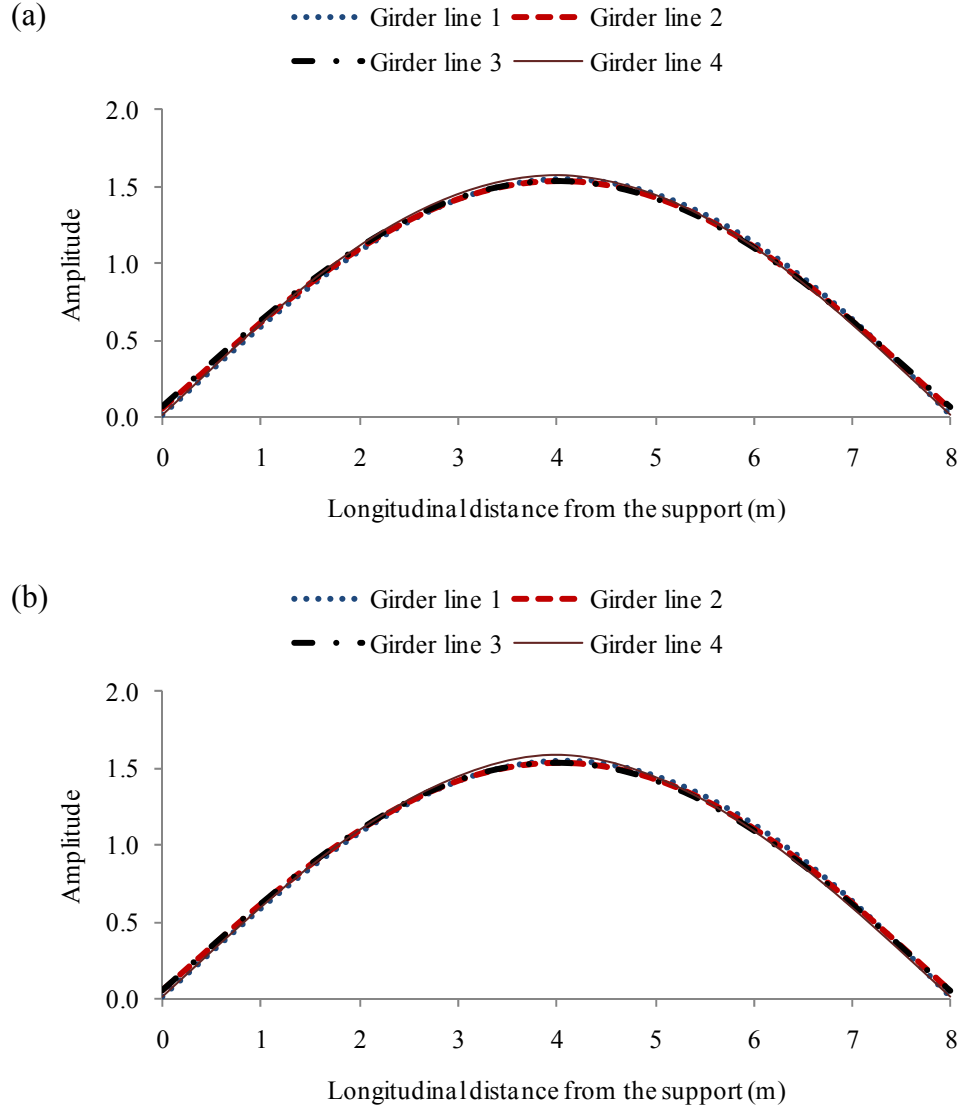 (a)
Girder line 1 Girder line 2
Girder line 3 Girder line 4
2.0
1.5
1.0
0.5
0.0
Amplitude
0 1 2 3 4 5 6 7 8
Longitudinal distance from the support (m)
(b)
Girder line 1 Girder line 2
Girder line 3 Girder line 4
2.0
1.5
1.0
0.5
0.0
Amplitude
0 1 2 3 4 5 6 7 8
Longitudinal distance from the support (m)